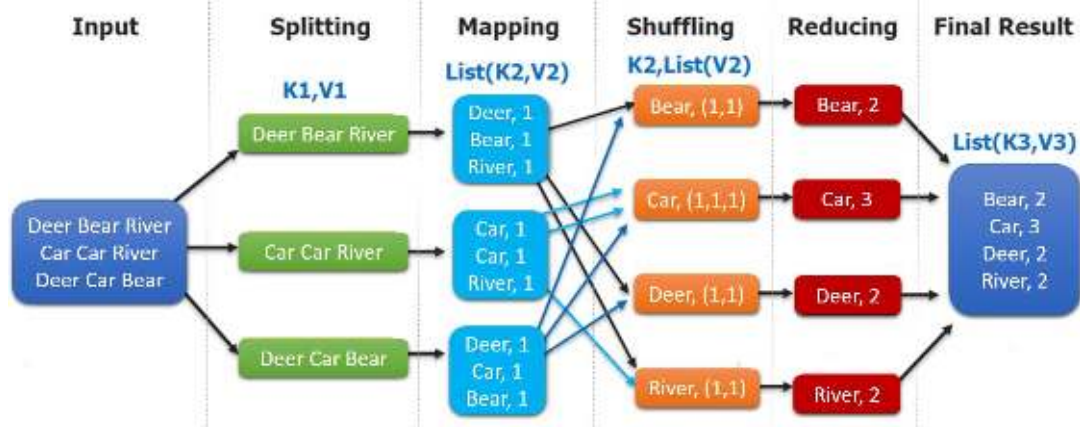 Input
Splitting
Mapping
Shuffling
Reducing
Final Result
K1,V1
List(K2,V2)
K2,List(V2)
List(K3,V3)
Deer Bear River
Car Car River
Deer Car Bear
Deer Bear River
Car Car River
Deer Car Bear
Deer, 1
Bear, 1
River, 1
Car, 1
Car, 1
River, 1
Deer, 1
Car, 1
Bear, 1
Bear, (1,1)
Car, (1,1,1)
Deer, (1,1)
River, (1,1)
Bear, 2
Car, 3
Deer, 2
River, 2
Bear, 2
Car, 3
Deer, 2
River, 2